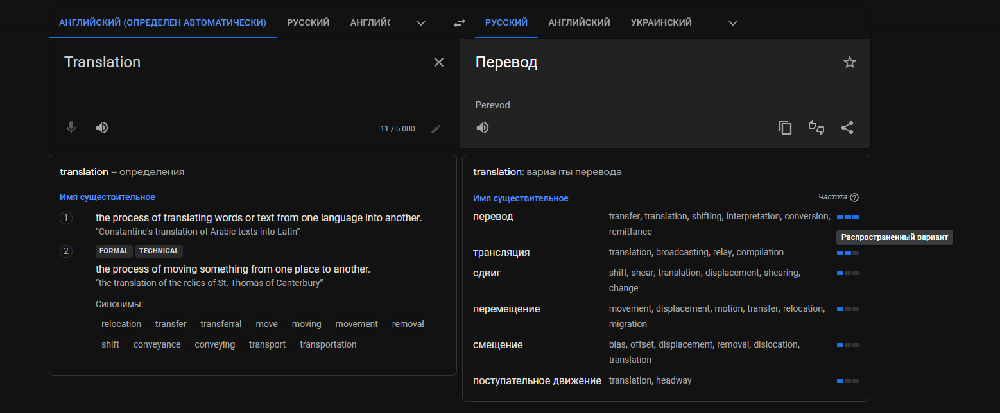 АНГЛИЙСКИЙ (ОПРЕДЕЛЕН АВТОМАТИЧЕСКИ) РУССКИЙ АНГЛИЙС
РУССКИЙ АНГЛИЙСКИЙ УКРАИНСКИЙ
Translation
11 / 5 000
Перевод
Perevod
translation – определения
Имя существительное
1 the process of translating words or text from one language into another.
“Constantine's translation of Arabic texts into Latin”
2 FORMAL TECHNICAL
the process of moving something from one place to another.
“the translation of the relics of St. Thomas of Canterbury”
Синонимы:
relocation transfer transferral move moving movement removal
shift conveyance conveying transport transportation
translation: варианты перевода
Имя существительное Частота
перевод transfer, translation, shifting, interpretation, conversion,
remittance
Распространенный вариант
трансляция translation, broadcasting, relay, compilation
сдвиг shift, shear, translation, displacement, shearing,
change
перемещение movement, displacement, motion, transfer, relocation,
migration
смещение bias, offset, displacement, removal, dislocation,
translation
поступательное движение translation, headway